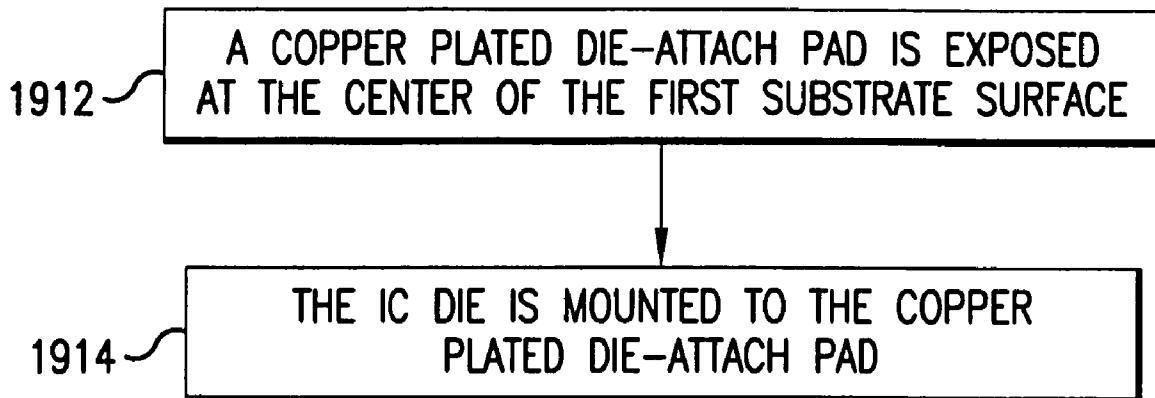 1912
A COPPER PLATED DIE-ATTACH PAD IS EXPOSED
AT THE CENTER OF THE FIRST SUBSTRATE SURFACE
1914
THE IC DIE IS MOUNTED TO THE COPPER
PLATED DIE-ATTACH PAD